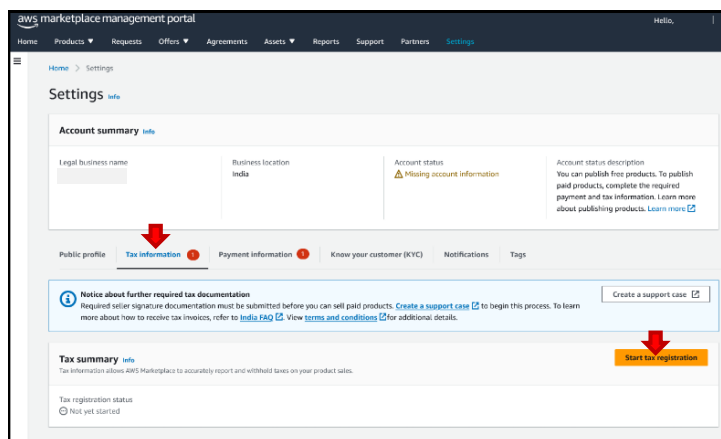 aws marketplace management portal
Hello,
Home Products ▼ Requests Offers ▼ Agreements Assets ▼ Reports Support Partners Settings
Home > Settings
Settings Info
Account summary Info
Legal business name
Business location
India
Account status
Missing account information
Account status description
You can publish free products. To publish
paid products, complete the required
payment and tax information. Learn more
about publishing products. Learn more
Public profile Tax information 1 Payment information 1 Know your customer (KYC) Notifications Tags
Notice about further required tax documentation
Required seller signature documentation must be submitted before you can sell paid products. Create a support case to begin this process. To learn
more about how to receive tax invoices, refer to India FAQ. View terms and conditions for additional details.
Create a support case
Tax summary Info
Tax information allows AWS Marketplace to accurately report and withhold taxes on your product sales.
Start tax registration
Tax registration status
Not yet started